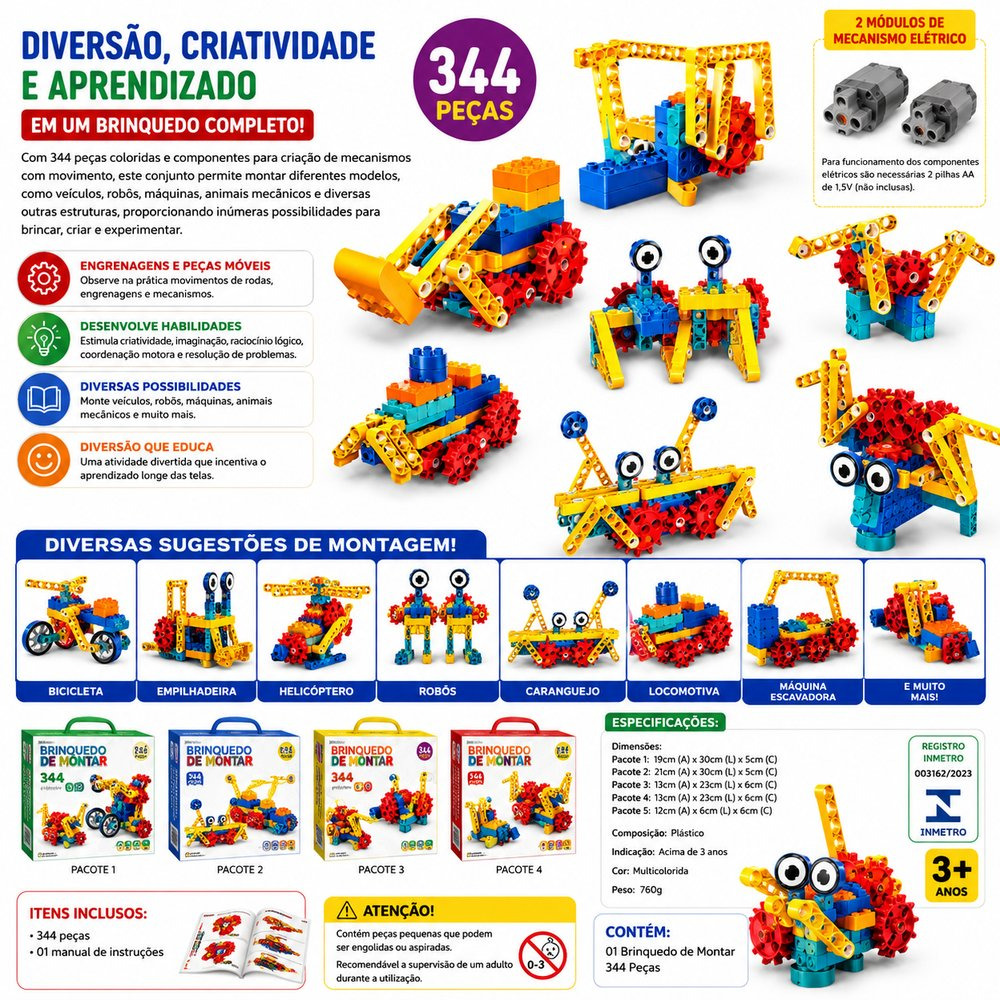 DIVERSÃO, CRIATIVIDADE
E APRENDIZADO
EM UM BRINQUEDO COMPLETO!
Com 344 peças coloridas e componentes para criação de mecanismos
com movimento, este conjunto permite montar diferentes modelos,
como veículos, robôs, máquinas, animais mecânicos e diversas
outras estruturas, proporcionando inúmeras possibilidades para
brincar, criar e experimentar.
344
PEÇAS
2 MÓDULOS DE
MECANISMO ELÉTRICO
Para funcionamento dos componentes
elétricos são necessárias 2 pilhas AA
de 1,5V (não inclusas).
ENGRENAGENS E PEÇAS MÓVEIS
Observe na prática movimentos de rodas,
engrenagens e mecanismos.
DESENVOLVE HABILIDADES
Estimula criatividade, imaginação, raciocínio lógico,
coordenação motora e resolução de problemas.
DIVERSAS POSSIBILIDADES
Monte veículos, robôs, máquinas, animais
mecânicos e muito mais.
DIVERSÃO QUE EDUCA
Uma atividade divertida que incentiva o
aprendizado longe das telas.
DIVERSAS SUGESTÕES DE MONTAGEM!
BICICLETA
EMPILHADEIRA
HELICÓPTERO
ROBÔS
CARANGUEJO
LOCOMOTIVA
MÁQUINA
ESCAVADORA
E MUITO
MAIS!
BRINQUEDO
DE MONTAR
344
PACOTE 1
BRINQUEDO
DE MONTAR
344
PACOTE 2
BRINQUEDO
DE MONTAR
344
344
PACOTE 3
BRINQUEDO
DE MONTAR
PACOTE 4
ESPECIFICAÇÕES:
Dimensões:
Pacote 1: 19cm (A) x 30cm (L) x 5cm (C)
Pacote 2: 21cm (A) x 30cm (L) x 5cm (C)
Pacote 3: 13cm (A) x 23cm (L) x 6cm (C)
Pacote 4: 13cm (A) x 23cm (L) x 6cm (C)
Pacote 5: 12cm (A) x 6cm (L) x 6cm (C)
Composição: Plástico
Indicação: Acima de 3 anos
Cor: Multicolorida
Peso: 760g
REGISTRO
INMETRO
003162/2023
INMETRO
3+
ANOS
ITENS INCLUSOS:
• 344 peças
• 01 manual de instruções
ATENÇÃO!
Contém peças pequenas que podem
ser engolidas ou aspiradas.
Recomendável a supervisão de um adulto
durante a utilização.
0-3
CONTÉM:
01 Brinquedo de Montar
344 Peças